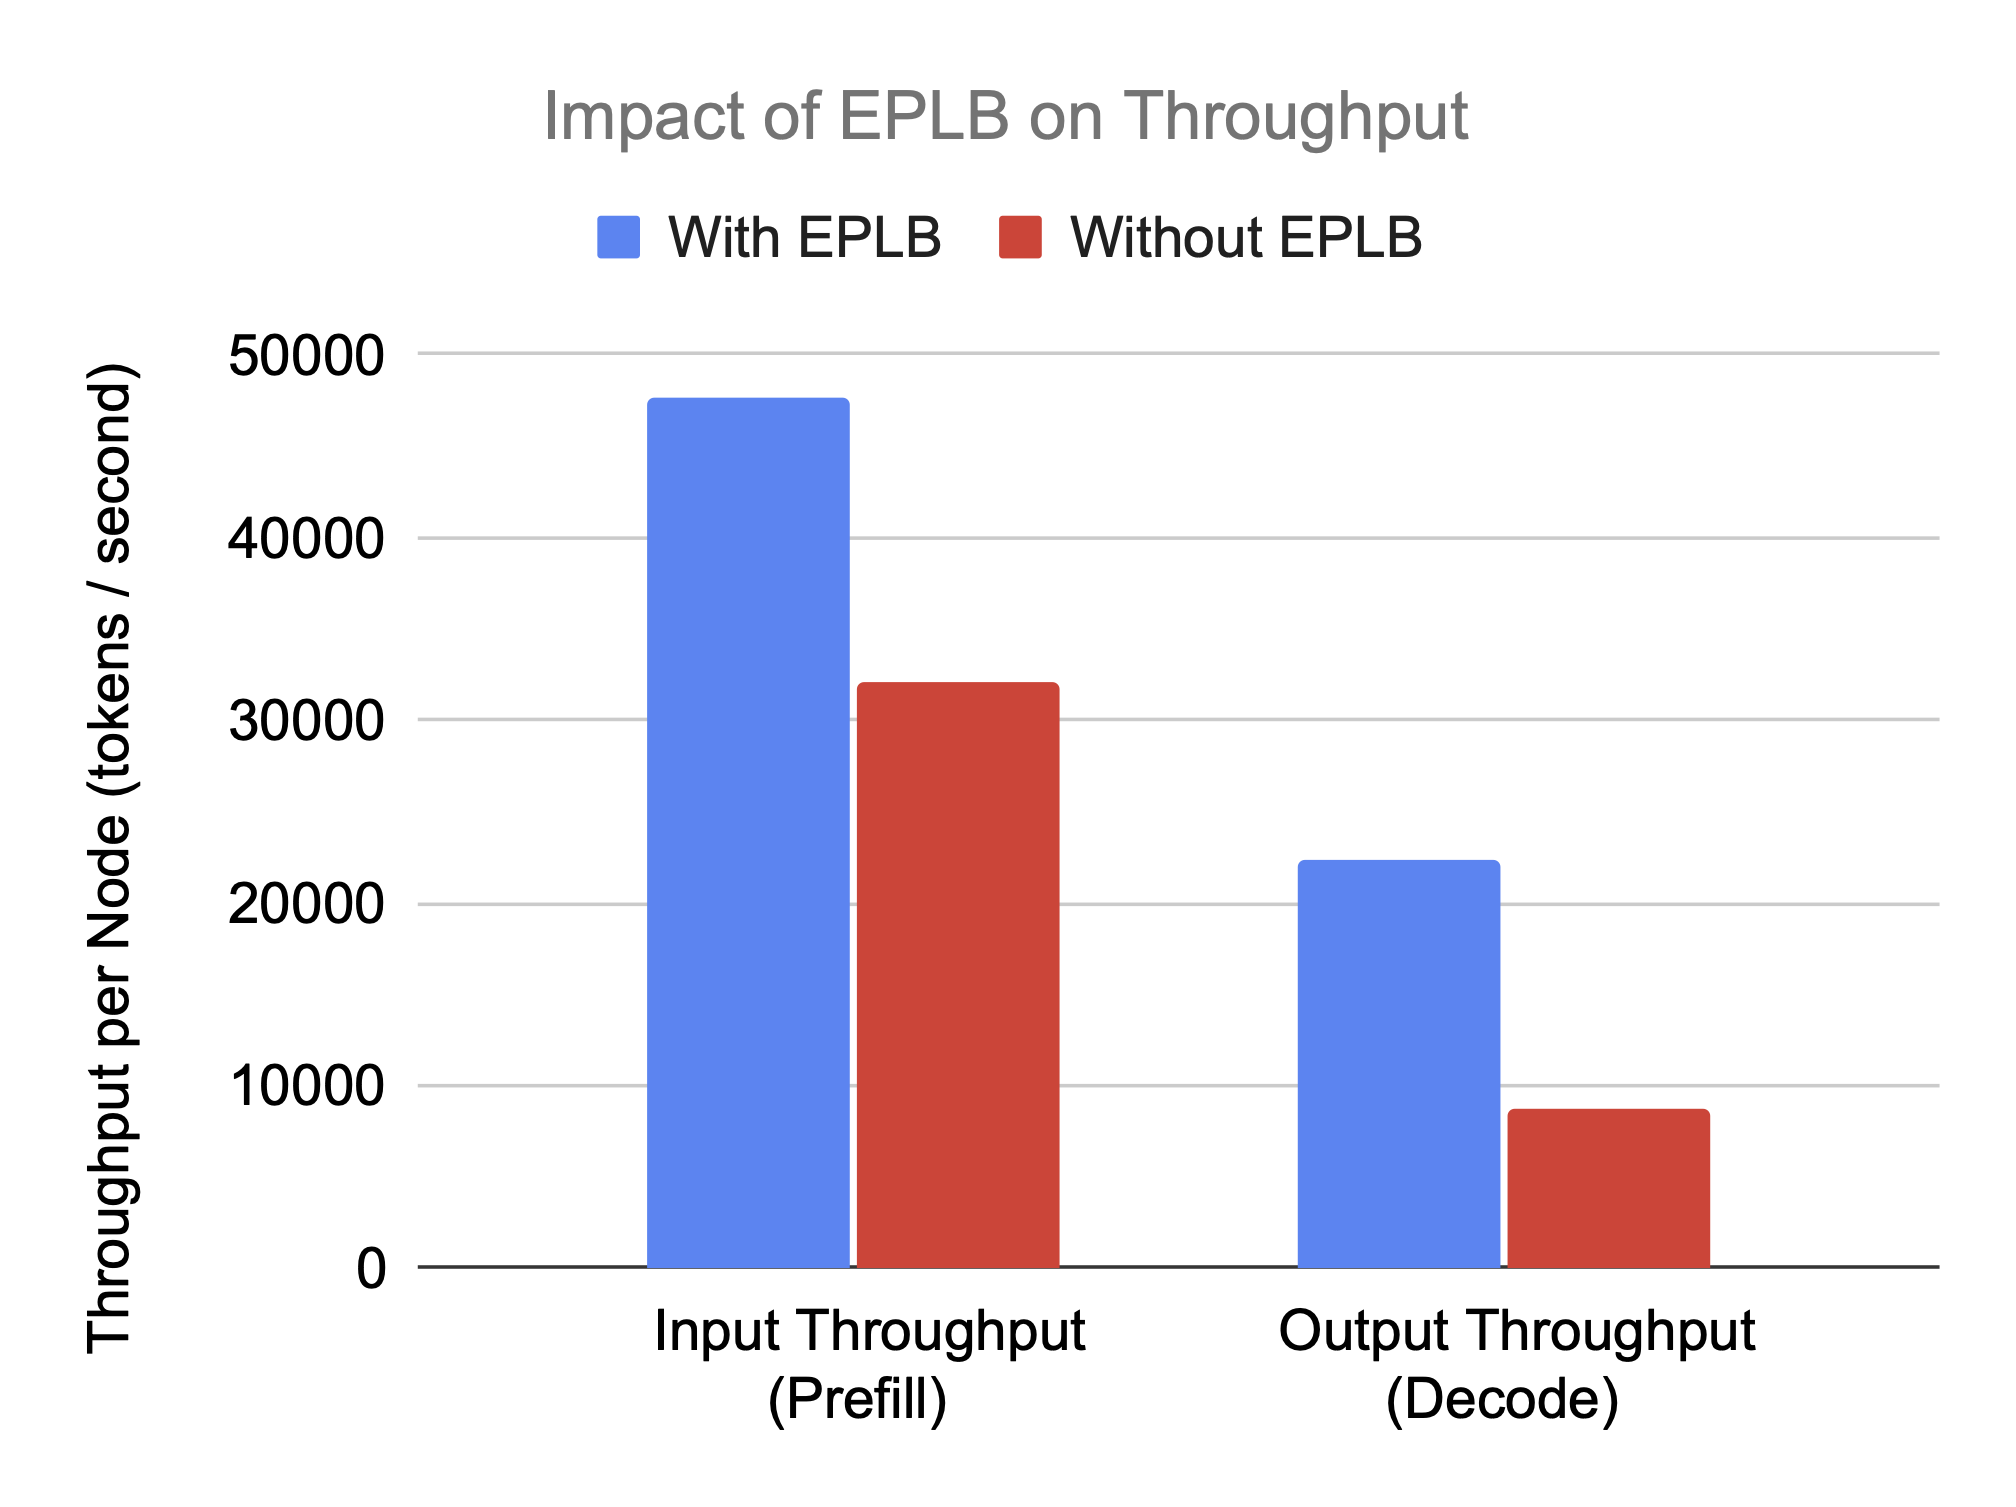 Impact of EPLB on Throughput
With EPLB
Without EPLB
Throughput per Node (tokens / second)
50000
40000
30000
20000
10000
0
Input Throughput
(Prefill)
Output Throughput
(Decode)